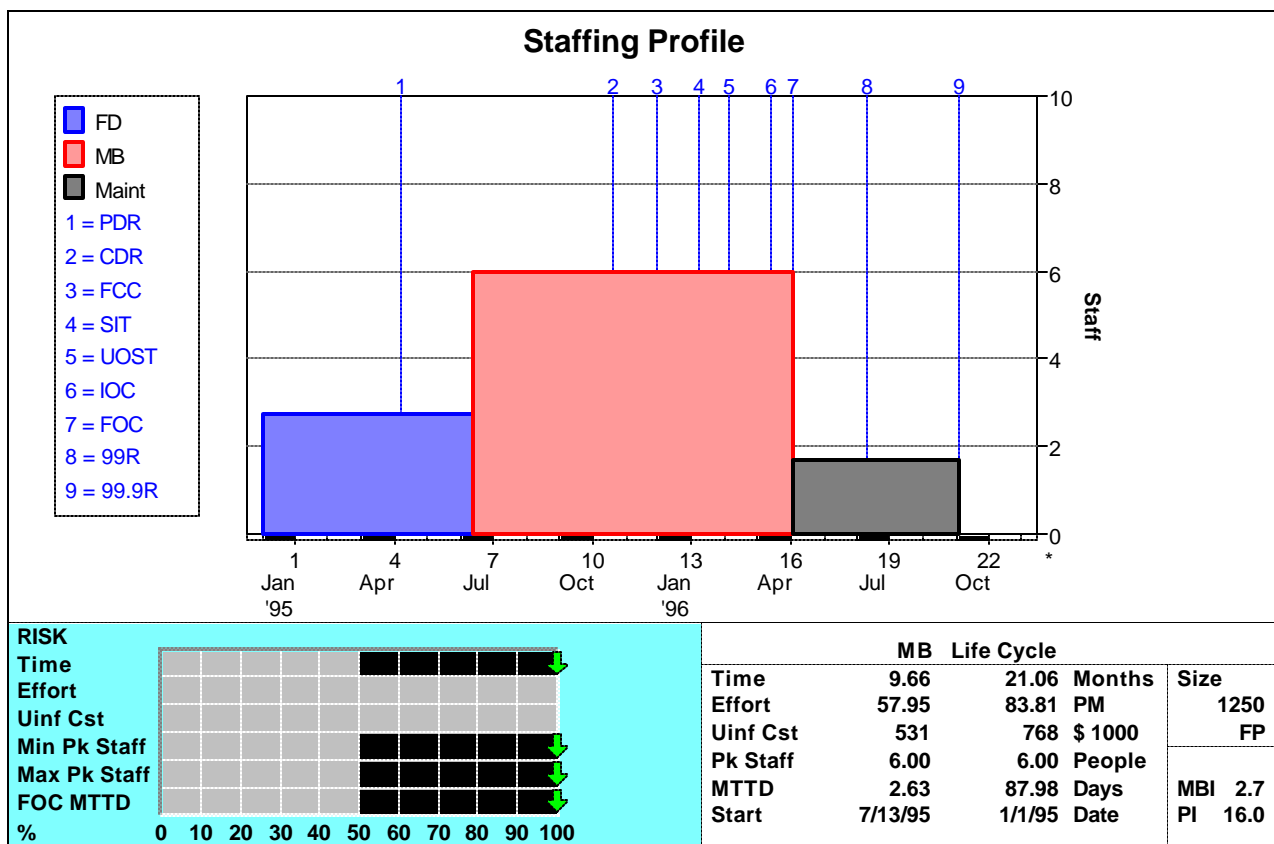 Staffing Profile
FD
MB
Maint
1 = PDR
2 = CDR
3 = FCC
4 = SIT
5 = UOST
6 = IOC
7 = FOC
8 = 99R
9 = 99.9R
1 2 3 4 5 6 7 8 9
10
8
6
4
2
0
Staff
1 4 7 10 13 16 19 22 *
Jan Apr Jul Oct Jan Apr Jul Oct
'95 '96
RISK
Time
Effort
Uinf Cst
Min Pk Staff
Max Pk Staff
FOC MTTD
% 0 10 20 30 40 50 60 70 80 90 100
MB Life Cycle
Time 9.66 21.06 Months
Effort 57.95 83.81 PM
Uinf Cst 531 768 $ 1000
Pk Staff 6.00 6.00 People
MTTD 2.63 87.98 Days
Start 7/13/95 1/1/95 Date
Size
1250
FP
MBI 2.7
PI 16.0